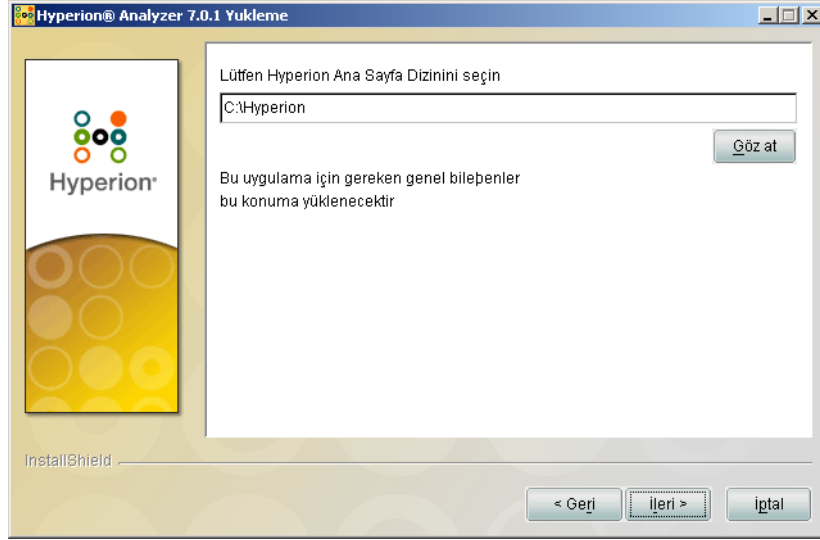 Hyperion® Analyzer 7.0.1 Yukleme
Lütfen Hyperion Ana Sayfa Dizinini seçin
C:\Hyperion
Göz at
Hyperion
Bu uygulama için gereken genel bileþenler
bu konuma yüklenecektir
InstallShield
< Geri
İleri >
İptal